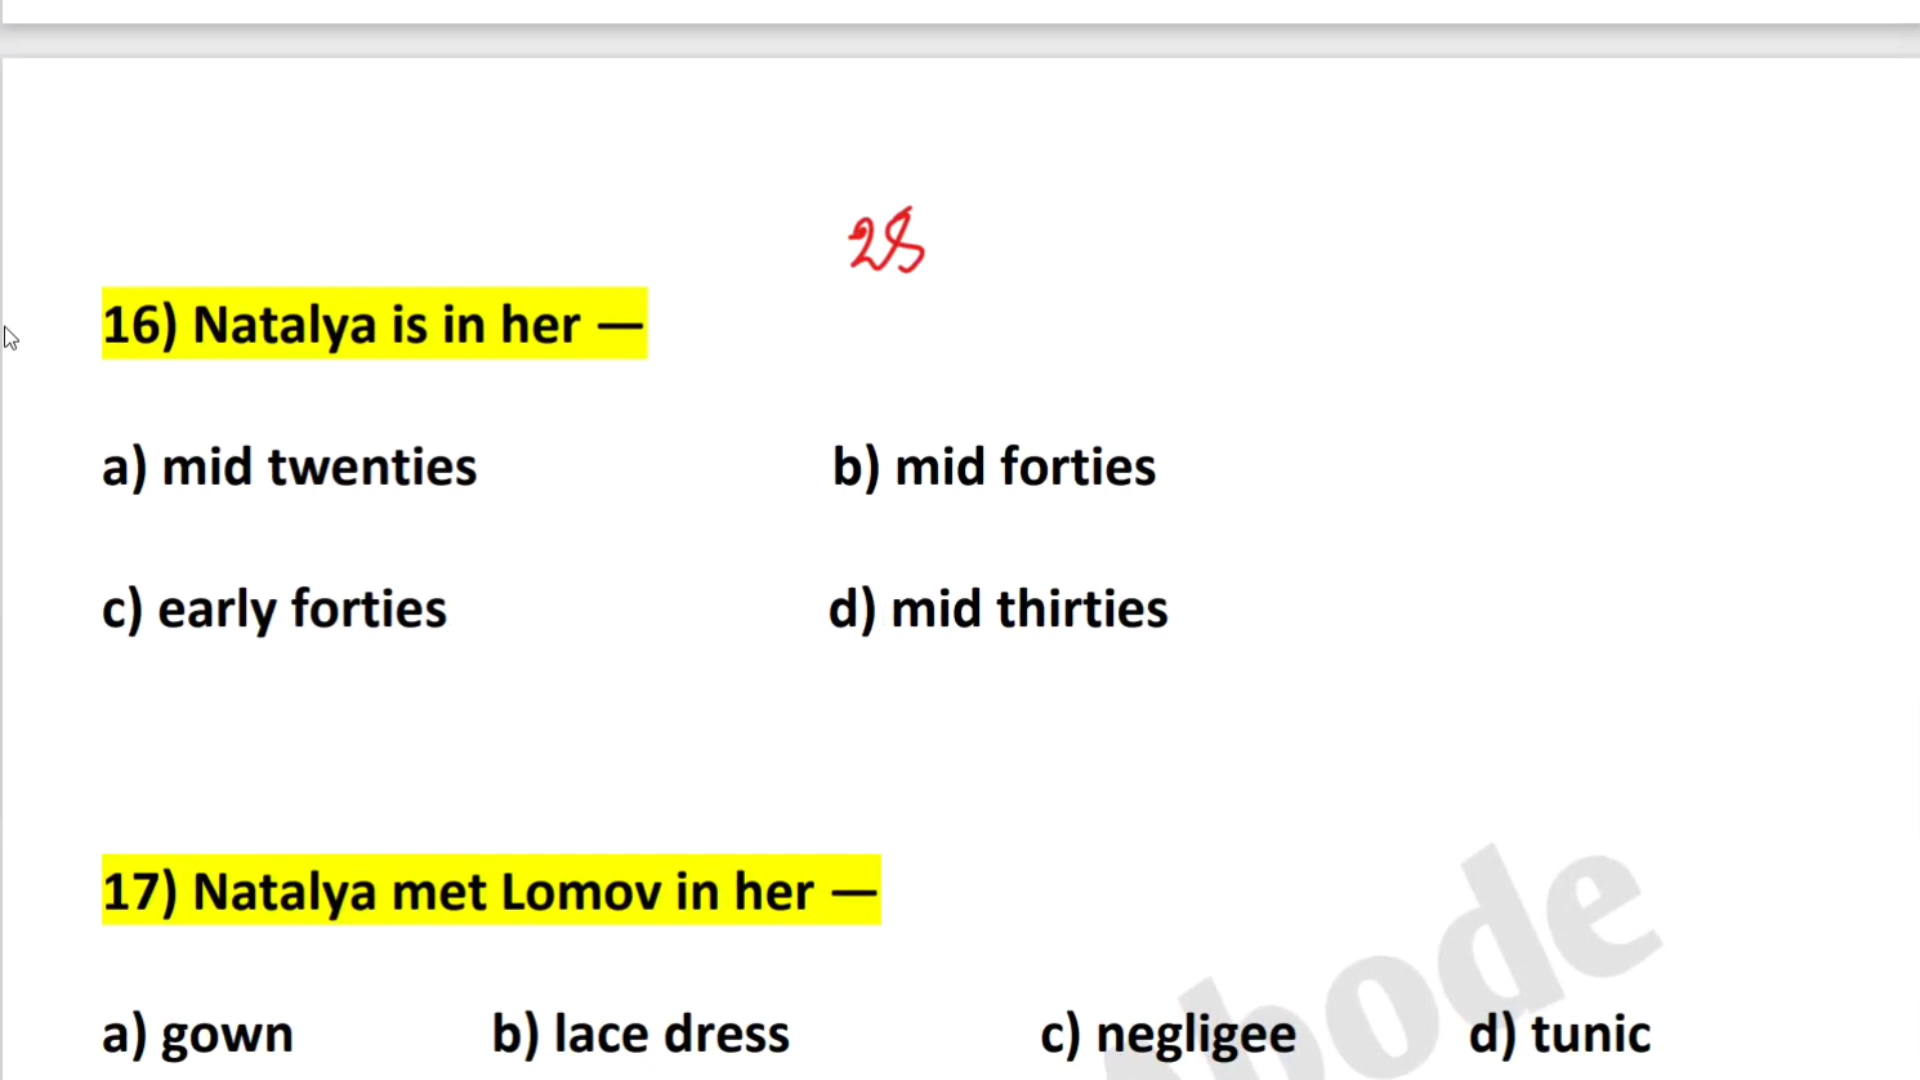 28
16) Natalya is in her —
a) mid twenties b) mid forties
c) early forties d) mid thirties
17) Natalya met Lomov in her —
a) gown b) lace dress c) negligee d) tunic